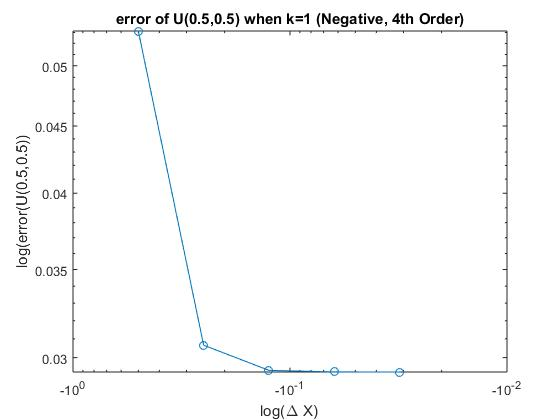 error of U(0.5,0.5) when k=1 (Negative, 4th Order)
0.05
0.045
0.04
0.035
0.03
log(error(U(0.5,0.5))
-10^0 -10^-1 -10^-2
log(Δ X)